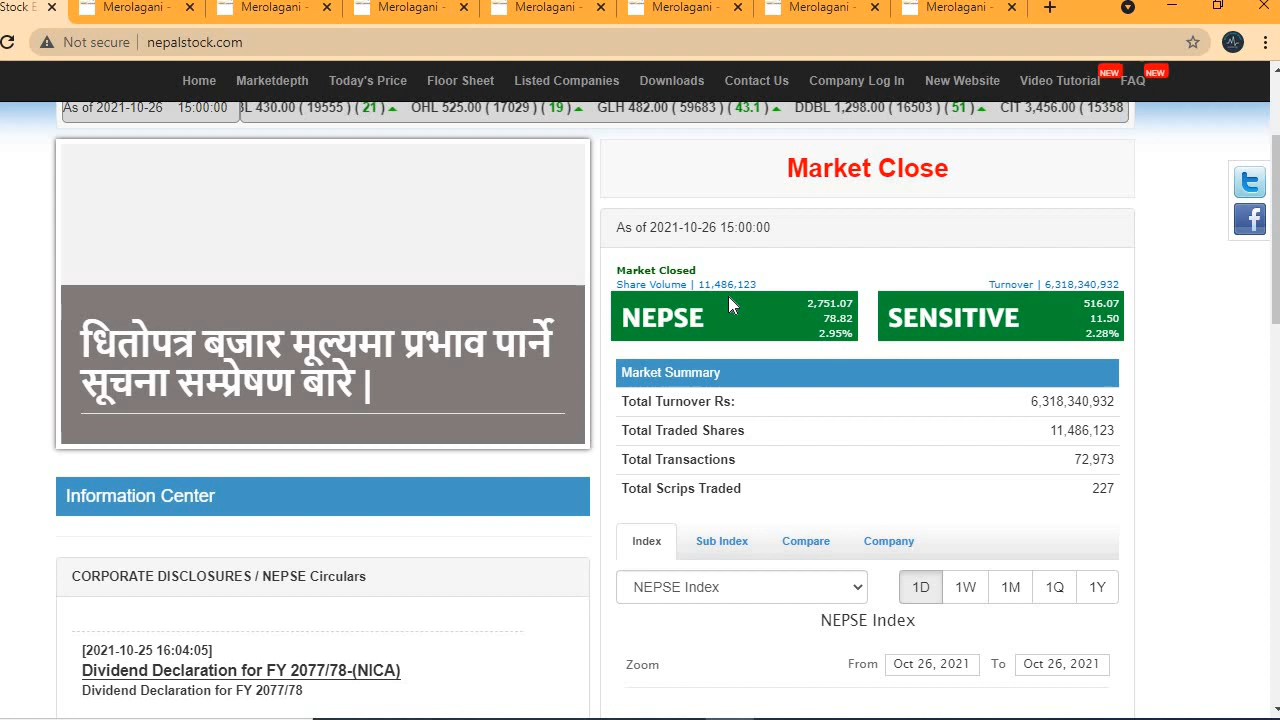 Stock E
Merolagani -
Merolagani -
Merolagani -
Merolagani -
Merolagani -
Merolagani -
Merolagani -
Not secure
nepalstock.com
Home Marketdepth Today's Price Floor Sheet Listed Companies Downloads Contact Us Company Log In New Website Video Tutorial NEW FAQ NEW
As of 2021-10-26 15:00:00
BL 430.00 ( 19555 ) ( 21 ) OHL 525.00 ( 17029 ) ( 19 ) GLH 482.00 ( 59683 ) ( 43.1 ) DDBL 1,298.00 ( 16503 ) ( 51 ) CIT 3,456.00 ( 15358
धितोपत्र बजार मूल्यमा प्रभाव पार्ने
सूचना सम्प्रेषण बारे |
Information Center
CORPORATE DISCLOSURES / NEPSE Circulars
[2021-10-25 16:04:05]
Dividend Declaration for FY 2077/78-(NICA)
Dividend Declaration for FY 2077/78
Market Close
As of 2021-10-26 15:00:00
Market Closed
Share Volume | 11,486,123
Turnover | 6,318,340,932
NEPSE
2,751.07
78.82
2.95%
SENSITIVE
516.07
11.50
2.28%
Market Summary
Total Turnover Rs: 6,318,340,932
Total Traded Shares 11,486,123
Total Transactions 72,973
Total Scrips Traded 227
Index Sub Index Compare Company
NEPSE Index
1D 1W 1M 1Q 1Y
NEPSE Index
Zoom From Oct 26, 2021 To Oct 26, 2021